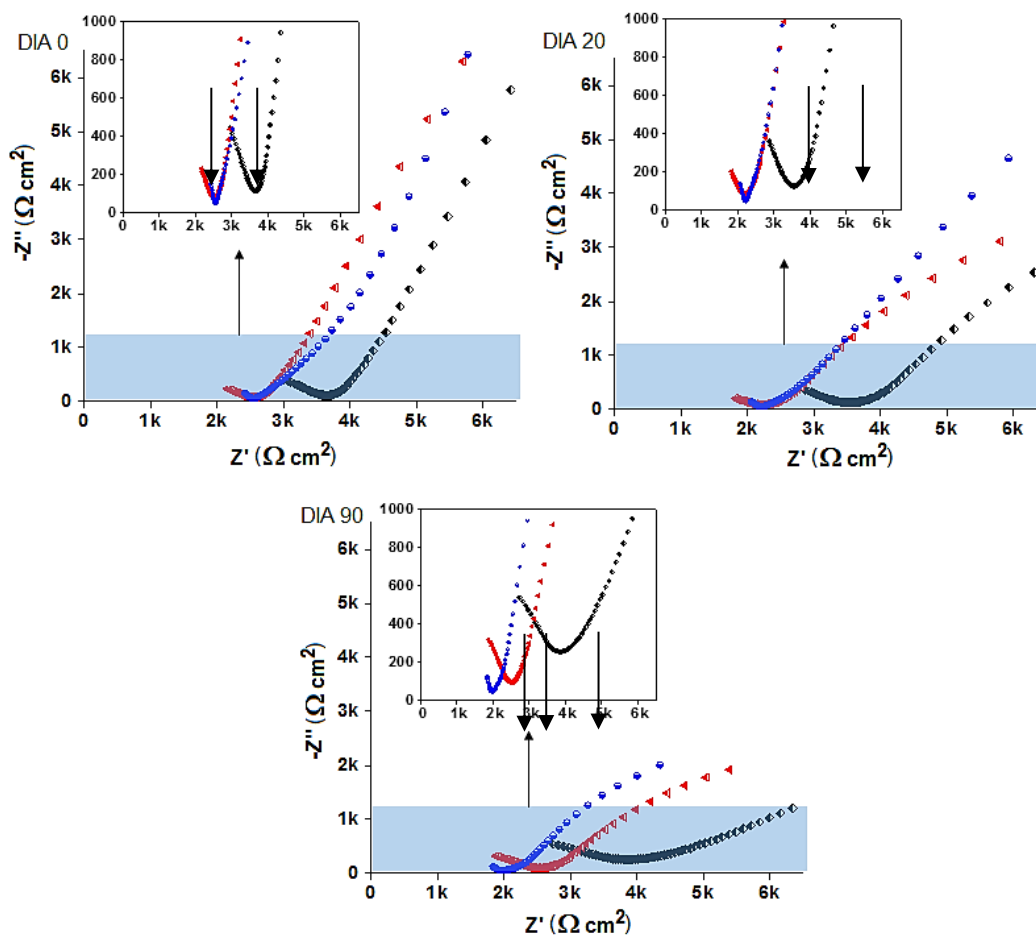 DIA 0
1000
800
600
400
200
0
0 1k 2k 3k 4k 5k 6k
6k
5k
4k
3k
2k
1k
0
-Z'' (Ω cm²)
0 1k 2k 3k 4k 5k 6k
Z' (Ω cm²)
DIA 20
1000
800
600
400
200
0
0 1k 2k 3k 4k 5k 6k
6k
5k
4k
3k
2k
1k
0
-Z'' (Ω cm²)
0 1k 2k 3k 4k 5k 6k
Z' (Ω cm²)
DIA 90
1000
800
600
400
200
0
0 1k 2k 3k 4k 5k 6k
6k
5k
4k
3k
2k
1k
0
-Z'' (Ω cm²)
0 1k 2k 3k 4k 5k 6k
Z' (Ω cm²)